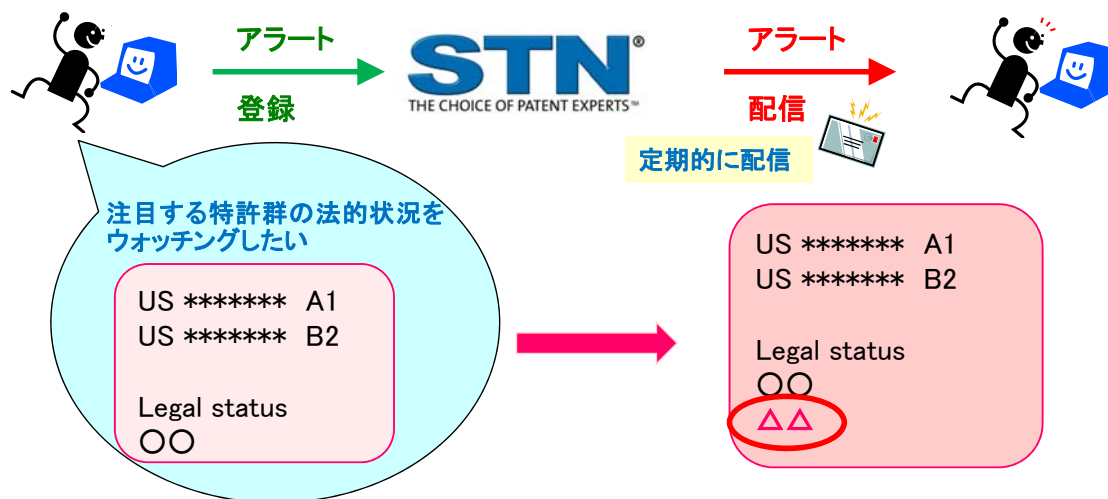 アラート
登録
STN®
THE CHOICE OF PATENT EXPERTS™
アラート
配信
定期的に配信
注目する特許群の法的状況を
ウォッチングしたい
US ******* A1
US ******* B2
Legal status
○○
US ******* A1
US ******* B2
Legal status
○○
△△